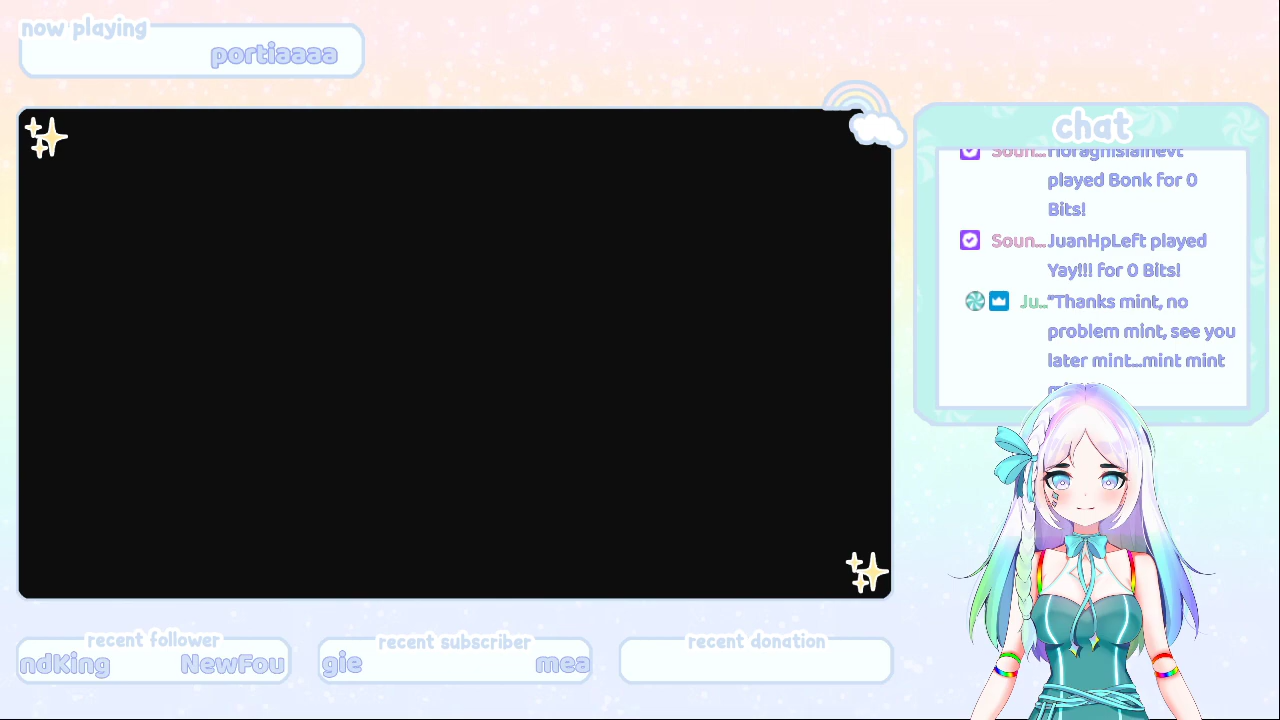 now playing
portiaaaa
chat
Soun...
played Bonk for 0
Bits!
Soun...JuanHpLeft played
Yay!!! for 0 Bits!
Ju..."Thanks mint, no
problem mint, see you
later mint...mint mint
recent follower
ndKing NewFou
recent subscriber
gie mea
recent donation